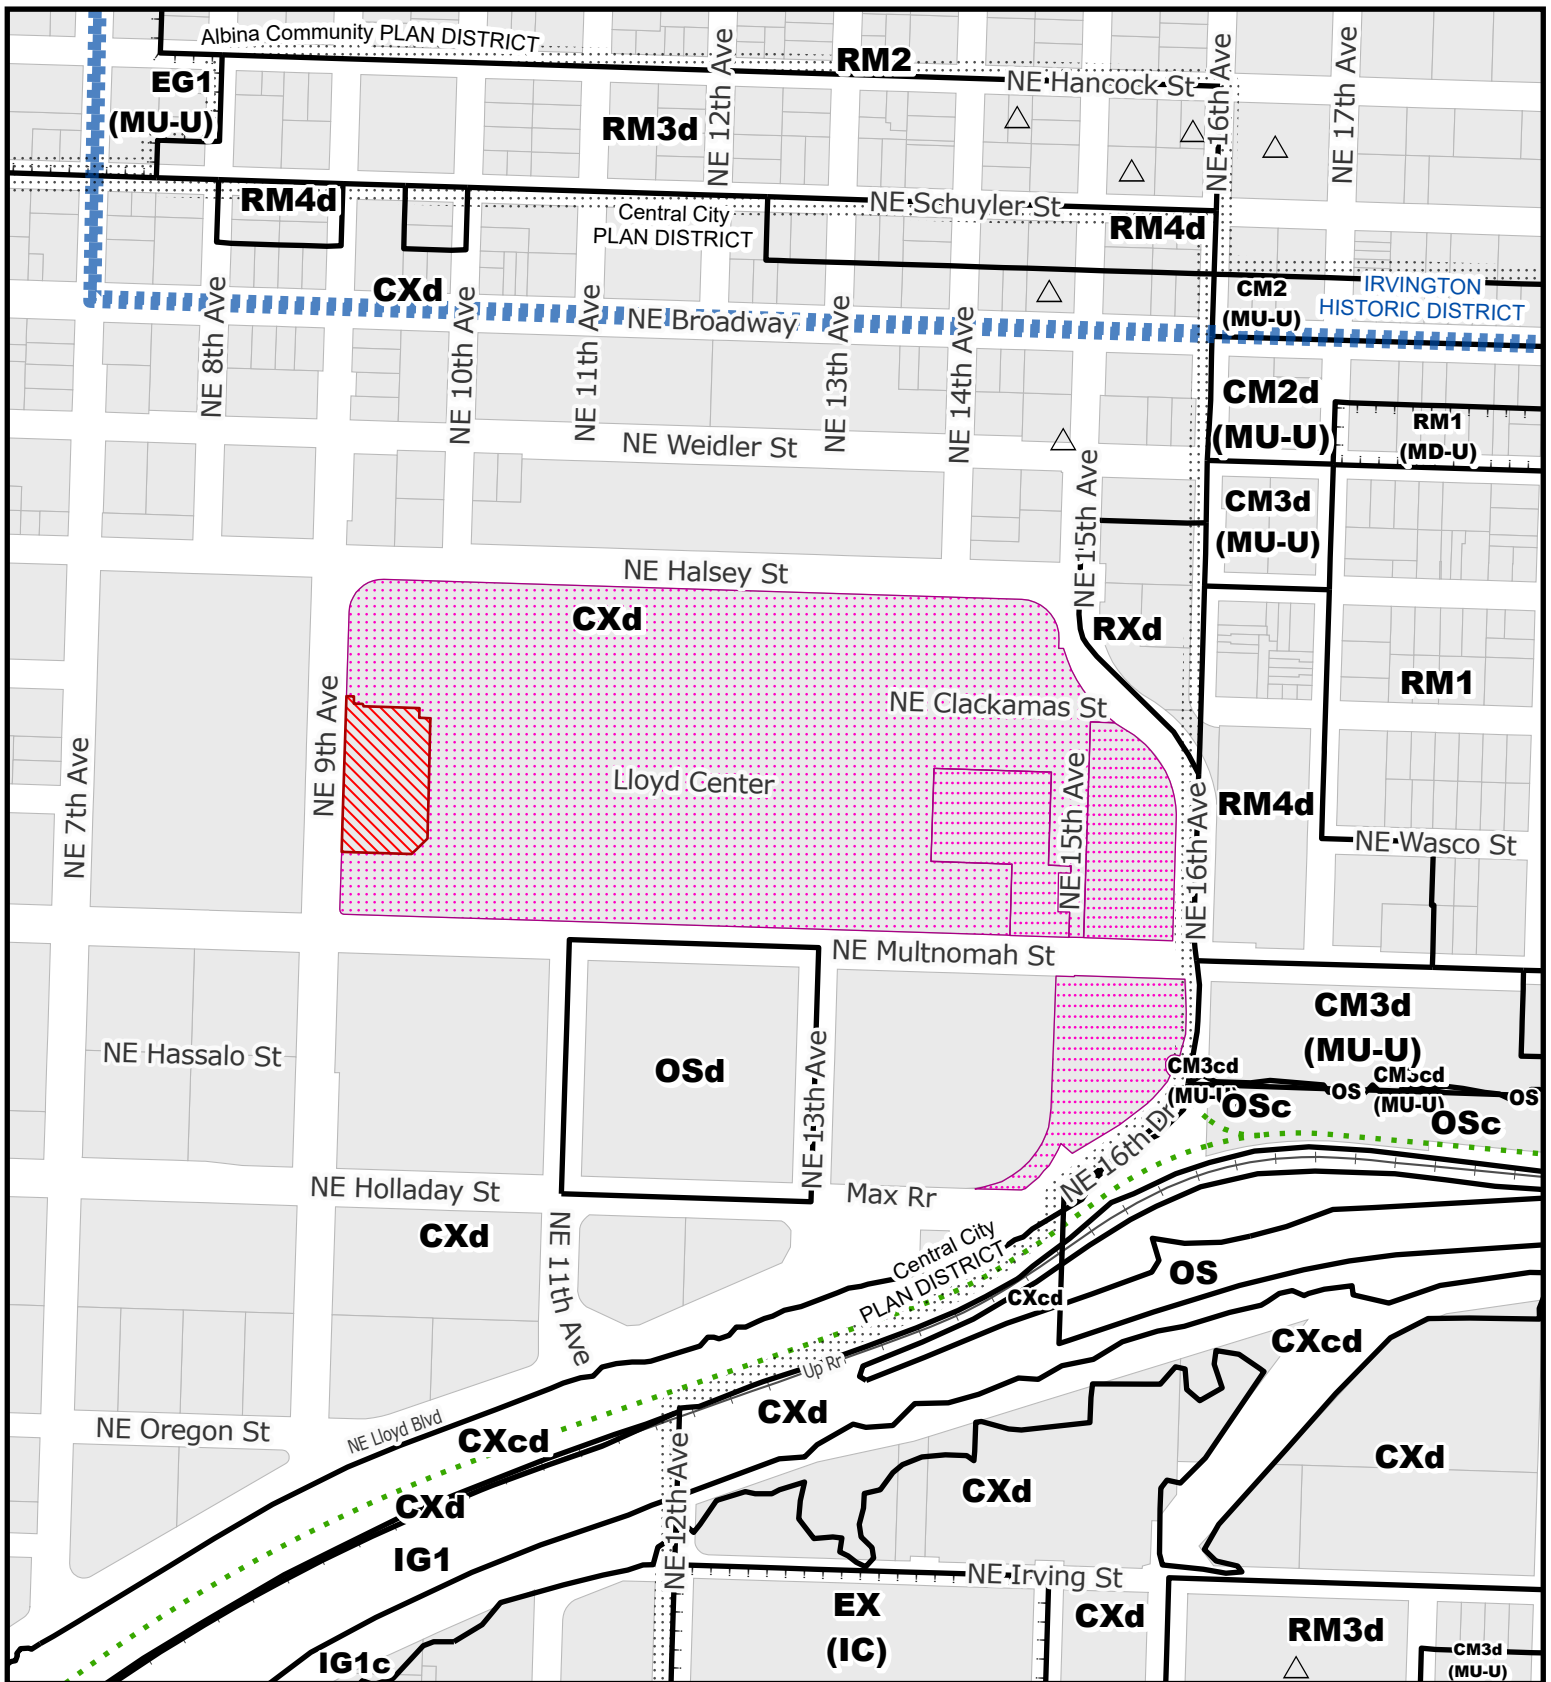 Albina Community PLAN DISTRICT
RM2
NE Hancock St
NE 12th Ave
NE 16th Ave
NE 17th Ave
EG1
(MU-U)
RM3d
RM4d
Central City
PLAN DISTRICT
NE Schuyler St
RM4d
CXd
CM2
(MU-U)
IRVINGTON
HISTORIC DISTRICT
NE Broadway
NE 8th Ave
NE 10th Ave
NE 11th Ave
NE 13th Ave
NE 14th Ave
CM2d
(MU-U)
RM1
(MD-U)
NE Weidler St
NE 15th Ave
CM3d
(MU-U)
NE Halsey St
CXd
RXd
NE 9th Ave
NE Clackamas St
RM1
NE 7th Ave
Lloyd Center
NE 15th Ave
NE 16th Ave
RM4d
NE Wasco St
NE Multnomah St
NE Hassalo St
OSd
NE 13th Ave
CM3d
(MU-U)
CM3cd
(MU-U)
OSc
OS
CM3cd
(MU-U)
OSc
OS
NE 16th Dr
NE Holladay St
Max Rr
CXd
NE 11th Ave
Central City
PLAN DISTRICT
CXcd
OS
CXcd
Up Rr
CXd
NE Oregon St
NE Lloyd Blvd
CXcd
NE 12th Ave
CXd
CXd
CXd
IG1
NE Irving St
EX
(IC)
CXd
RM3d
CM3d
(MU-U)
IG1c